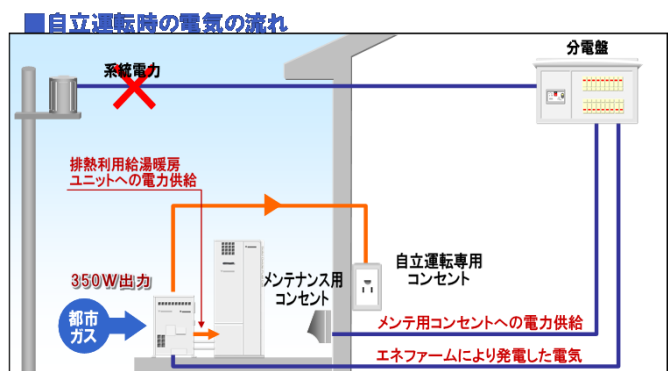 ■自立運転時の電気の流れ
分電盤
系統電力
排熱利用給湯暖房
ユニットへの電力供給
350W出力
メンテナンス用
コンセント
自立運転専用
コンセント
都市
ガス
メンテ用コンセントへの電力供給
エネファームにより発電した電気